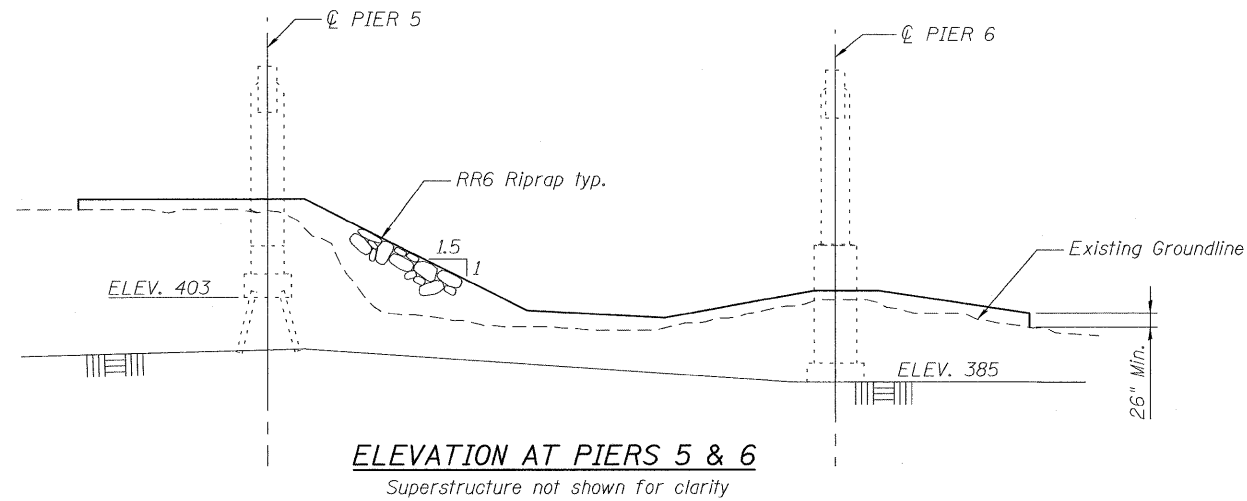 ℄ PIER 5
℄ PIER 6
RR6 Riprap typ.
1.5
1
Existing Groundline
ELEV. 403
ELEV. 385
26" Min.
ELEVATION AT PIERS 5 & 6
Superstructure not shown for clarity